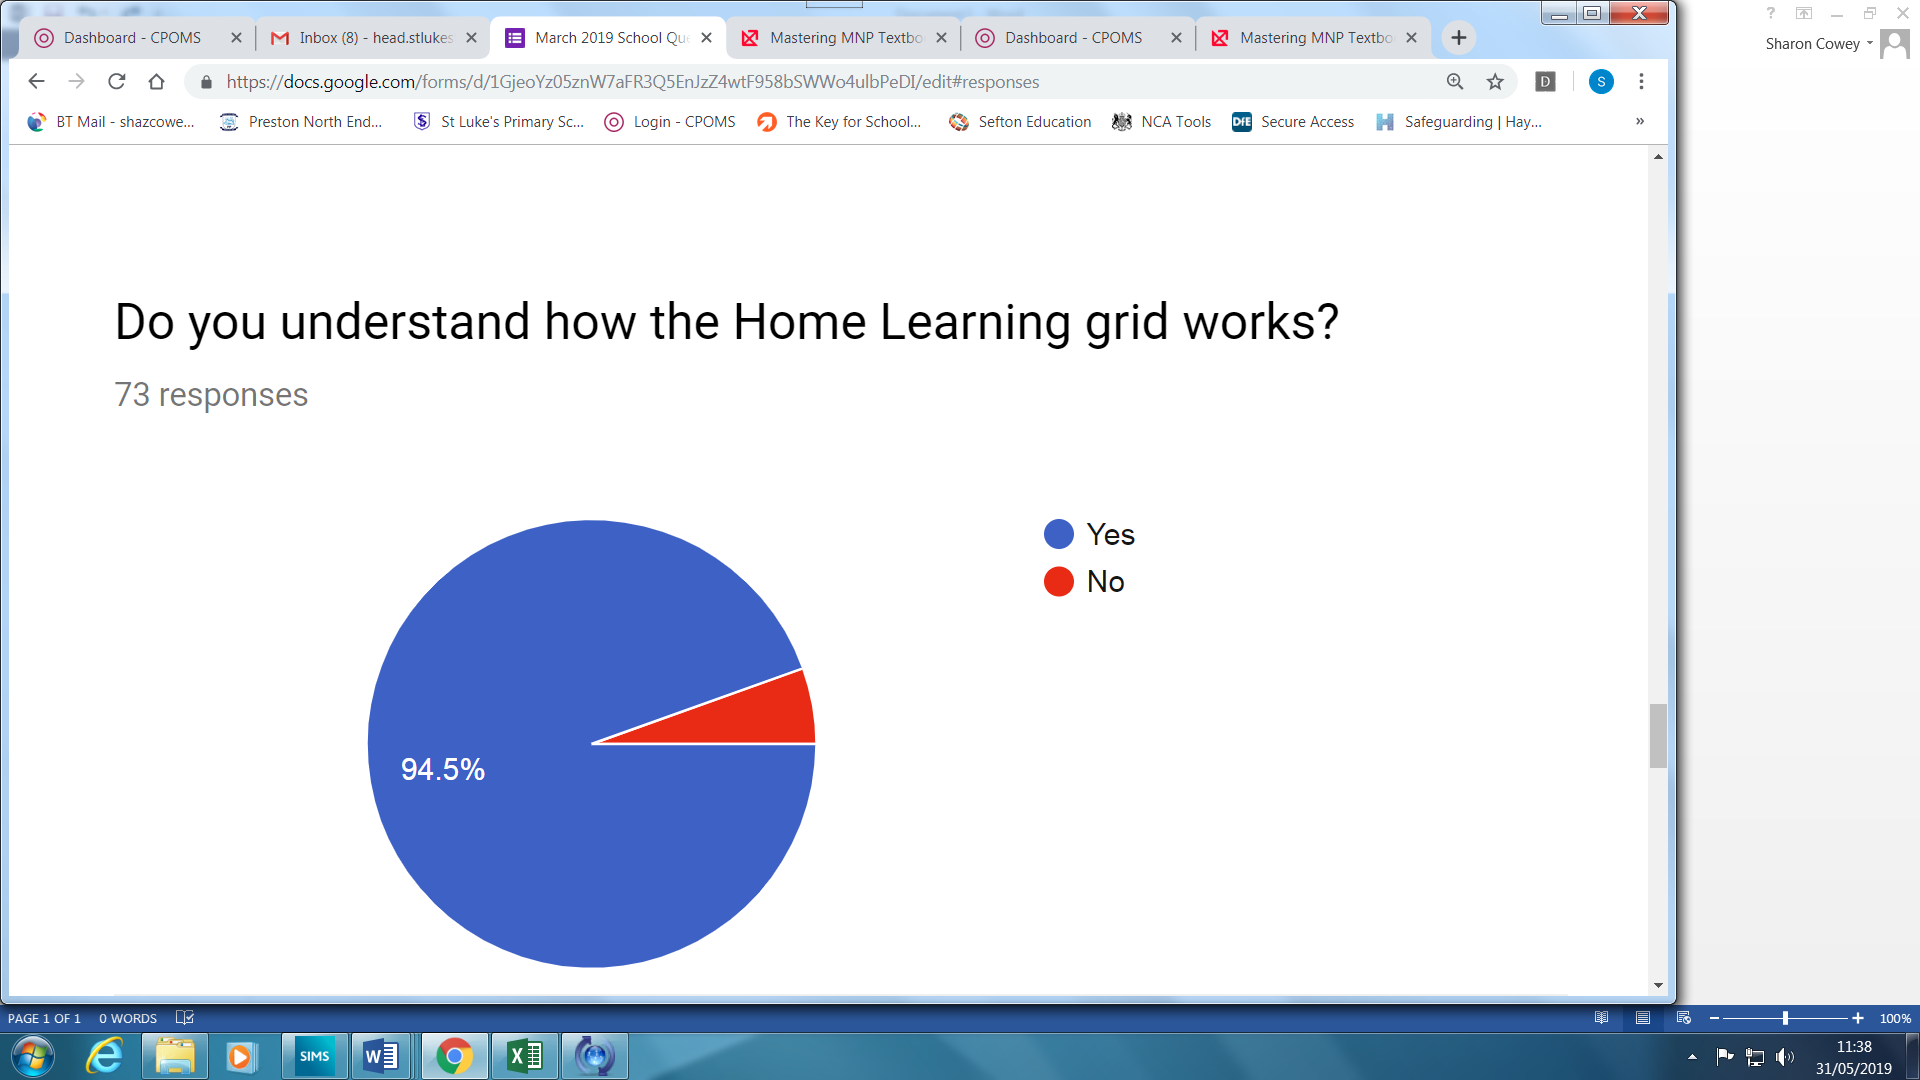 Dashboard - CPOMS
Inbox (8) - head.stlukes
March 2019 School Que
Mastering MNP Textbo
Dashboard - CPOMS
Mastering MNP Textbo
? Sharon Cowey
https://docs.google.com/forms/d/1GjeoYz05znW7aFR3Q5EnJzZ4wtF958bSWWo4ulbPeDI/edit#responses
D
S
BT Mail - shazcowe...
Preston North End...
St Luke's Primary Sc...
Login - CPOMS
The Key for School...
Sefton Education
NCA Tools
DfE Secure Access
Safeguarding | Hay...
»
Do you understand how the Home Learning grid works?
73 responses
Yes
No
94.5%
PAGE 1 OF 1 0 WORDS
100%
SIMS
11:38
31/05/2019